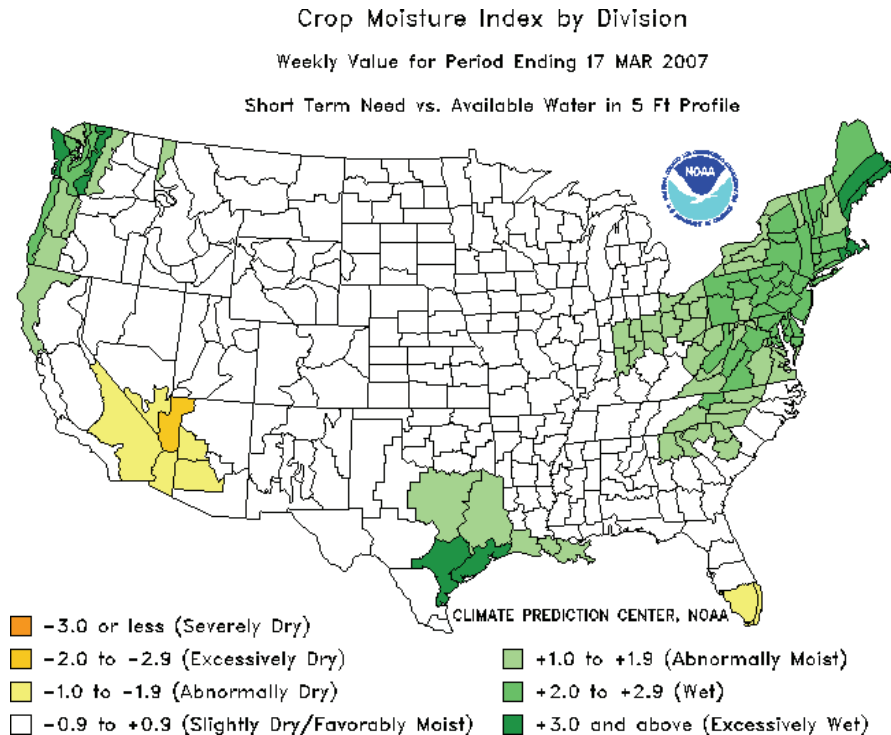 Crop Moisture Index by Division
Weekly Value for Period Ending 17 MAR 2007
Short Term Need vs. Available Water in 5 Ft Profile
NOAA
CLIMATE PREDICTION CENTER, NOAA
-3.0 or less (Severely Dry)
-2.0 to -2.9 (Excessively Dry)
-1.0 to -1.9 (Abnormally Dry)
-0.9 to +0.9 (Slightly Dry/Favorably Moist)
+1.0 to +1.9 (Abnormally Moist)
+2.0 to +2.9 (Wet)
+3.0 and above (Excessively Wet)